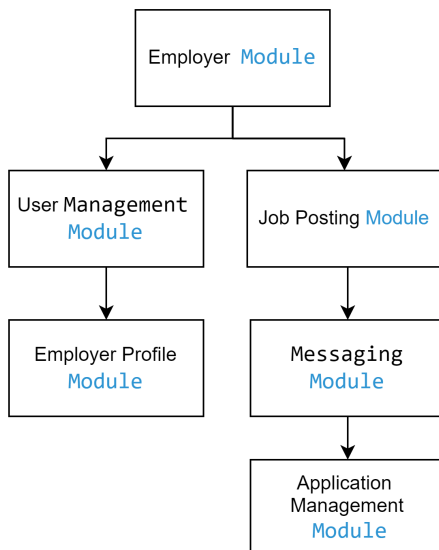 Employer Module
User Management
Module
Job Posting Module
Employer Profile
Module
Messaging
Module
Application
Management
Module